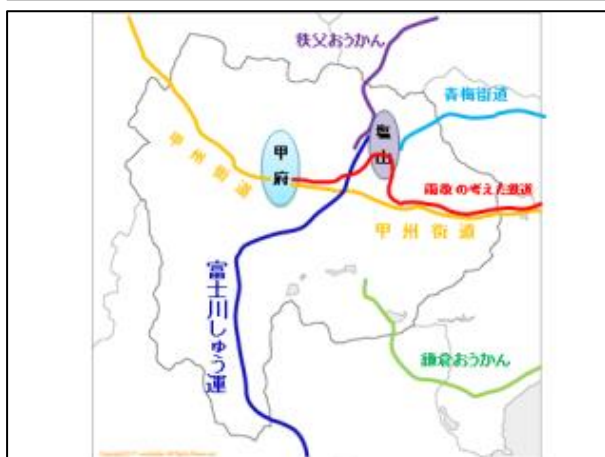 秩父おうかん
青梅街道
塩山
甲州街道
甲府
の考えた鉄道
甲州街道
富士川しゅう運
鎌倉おうかん